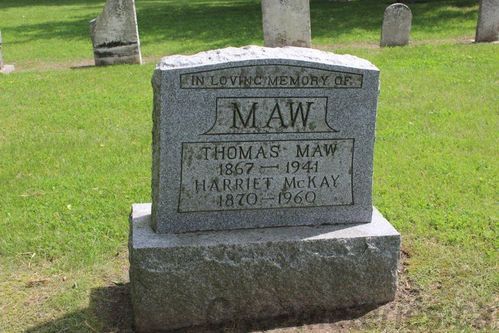 IN LOVING MEMORY OF
MAW
THOMAS MAW
1867 — 1941
HARRIET McKAY
1870 — 1960